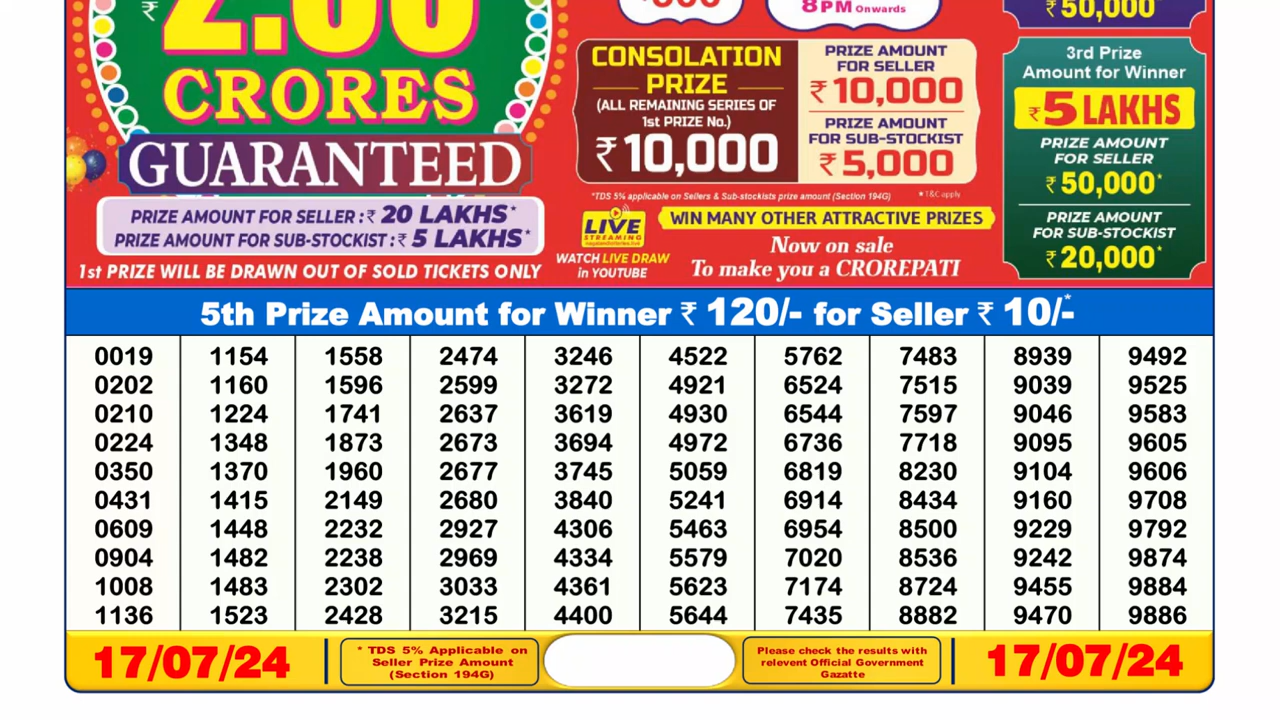 ₹ 2.00
CRORES
GUARANTEED
PRIZE AMOUNT FOR SELLER : ₹ 20 LAKHS*
PRIZE AMOUNT FOR SUB-STOCKIST : ₹ 5 LAKHS*
1st PRIZE WILL BE DRAWN OUT OF SOLD TICKETS ONLY
8PM Onwards
CONSOLATION
PRIZE
(ALL REMAINING SERIES OF
1st PRIZE No.)
₹10,000
PRIZE AMOUNT
FOR SELLER
₹10,000
PRIZE AMOUNT
FOR SUB-STOCKIST
₹5,000
*TDS 5% applicable on Sellers & Sub-stockists prize amount (Section 194G)
*T&C apply
LIVE
STREAMING
WATCH LIVE DRAW
in YOUTUBE
WIN MANY OTHER ATTRACTIVE PRIZES
Now on sale
To make you a CROREPATI
₹50,000*
3rd Prize
Amount for Winner
₹5 LAKHS
PRIZE AMOUNT
FOR SELLER
₹50,000*
PRIZE AMOUNT
FOR SUB-STOCKIST
₹20,000*
5th Prize Amount for Winner ₹ 120/- for Seller ₹ 10/-*
0019 1154 1558 2474 3246 4522 5762 7483 8939 9492
0202 1160 1596 2599 3272 4921 6524 7515 9039 9525
0210 1224 1741 2637 3619 4930 6544 7597 9046 9583
0224 1348 1873 2673 3694 4972 6736 7718 9095 9605
0350 1370 1960 2677 3745 5059 6819 8230 9104 9606
0431 1415 2149 2680 3840 5241 6914 8434 9160 9708
0609 1448 2232 2927 4306 5463 6954 8500 9229 9792
0904 1482 2238 2969 4334 5579 7020 8536 9242 9874
1008 1483 2302 3033 4361 5623 7174 8724 9455 9884
1136 1523 2428 3215 4400 5644 7435 8882 9470 9886
17/07/24
* TDS 5% Applicable on
Seller Prize Amount
(Section 194G)
Please check the results with
relevent Official Government
Gazatte
17/07/24